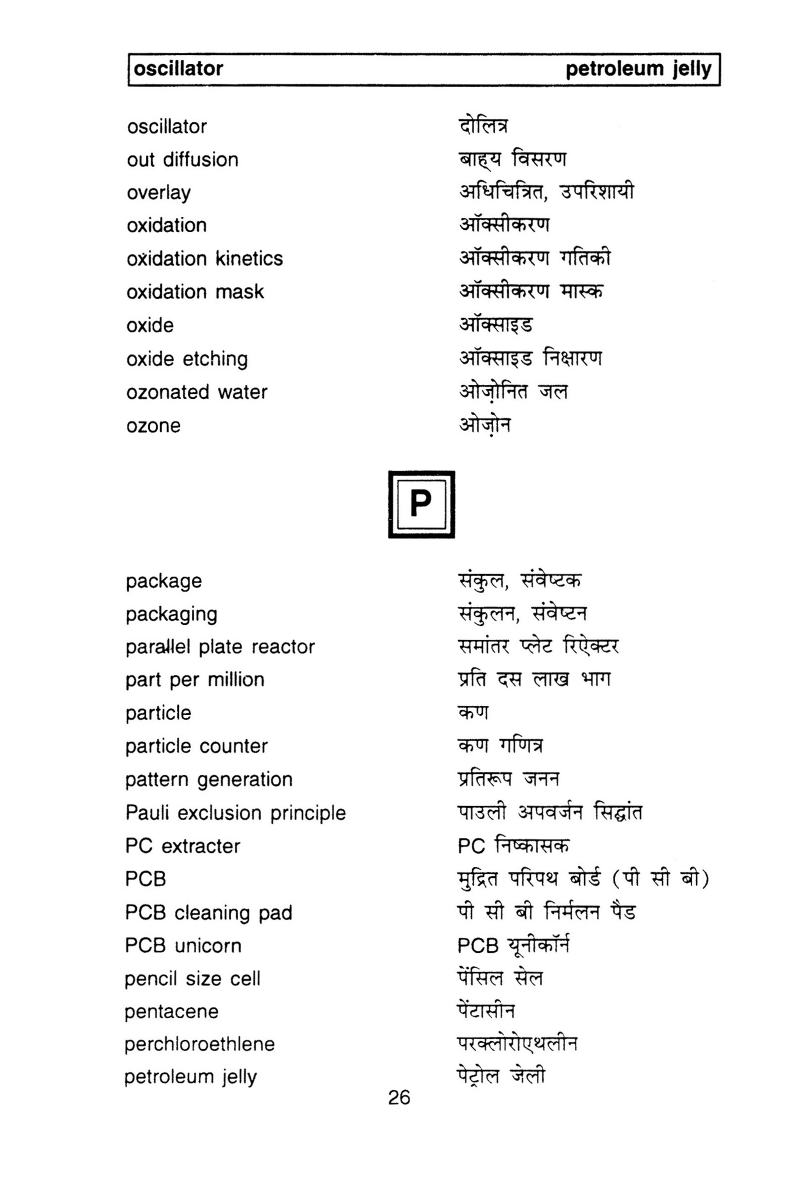 oscillator petroleum jelly
oscillator दोलित्र
out diffusion बाह्य विसरण
overlay अधिचित्रित, उपरिशायी
oxidation ऑक्सीकरण
oxidation kinetics ऑक्सीकरण गतिकी
oxidation mask ऑक्सीकरण मास्क
oxide ऑक्साइड
oxide etching ऑक्साइड निक्षारण
ozonated water ओज़ोनित जल
ozone ओज़ोन
P
package संकुल, संवेष्टक
packaging संकुलन, संवेष्टन
parallel plate reactor समांतर प्लेट रिऐक्टर
part per million प्रति दस लाख भाग
particle कण
particle counter कण गणित्र
pattern generation प्रतिरूप जनन
Pauli exclusion principle पाउली अपवर्जन सिद्धांत
PC extracter PC निष्कासक
PCB मुद्रित परिपथ बोर्ड (पी सी बी)
PCB cleaning pad पी सी बी निर्मलन पैड
PCB unicorn PCB यूनीकॉर्न
pencil size cell पेंसिल सेल
pentacene पेंटासीन
perchloroethlene परक्लोरोएथलीन
petroleum jelly पेट्रोल जेली
26